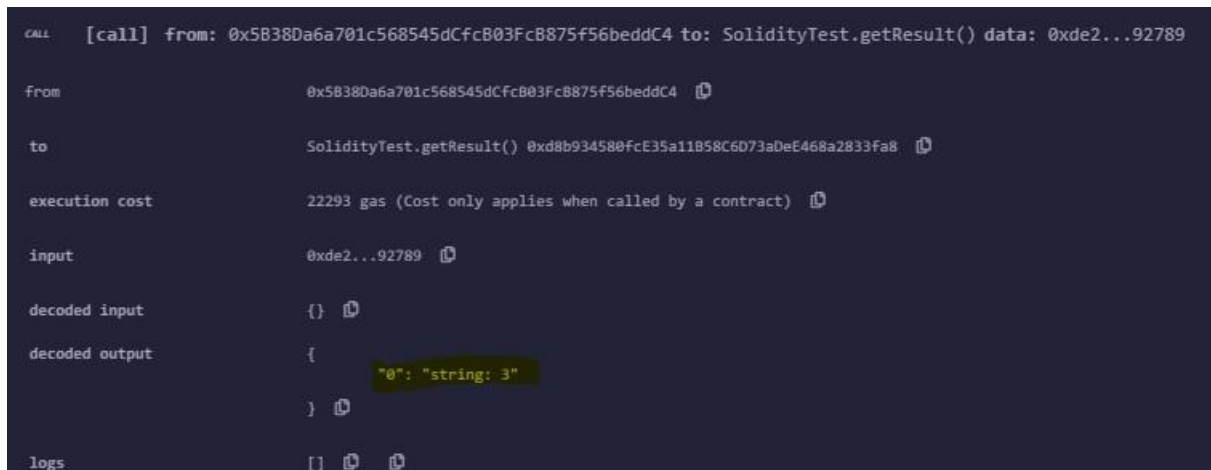 CALL [call] from: 0x5B38Da6a701c568545dCfcB03FcB875f56beddC4 to: SolidityTest.getResult() data: 0xde2...92789
from 0x5B38Da6a701c568545dCfcB03FcB875f56beddC4
to SolidityTest.getResult() 0xd8b934580fcE35a11B58C6D73aDeE468a2833fa8
execution cost 22293 gas (Cost only applies when called by a contract)
input 0xde2...92789
decoded input {}
decoded output {
"0": "string: 3"
}
logs []